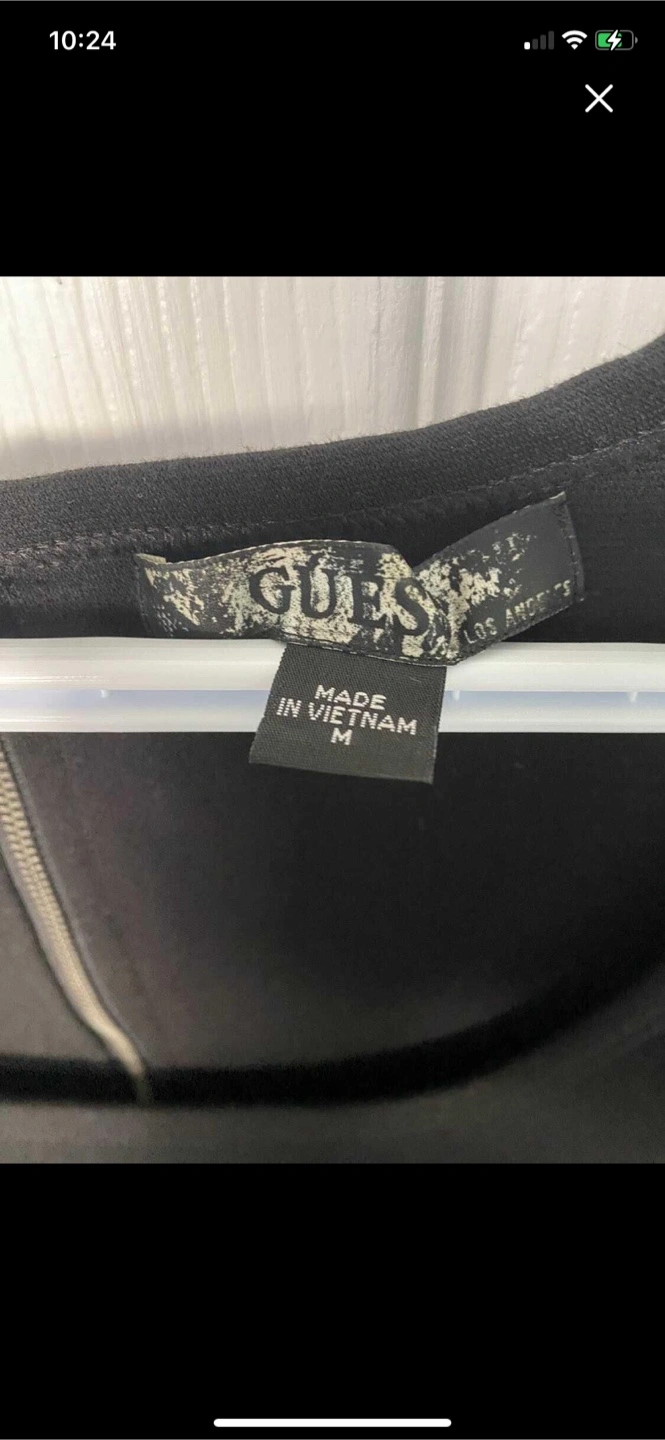 10:24
GUES
LOS ANGELES
MADE
IN VIETNAM
M